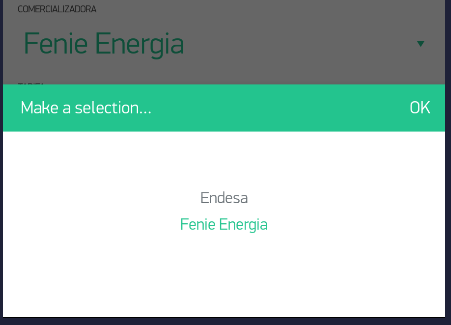 COMERCIALIZADORA
Fenie Energia
Make a selection...
OK
Endesa
Fenie Energia